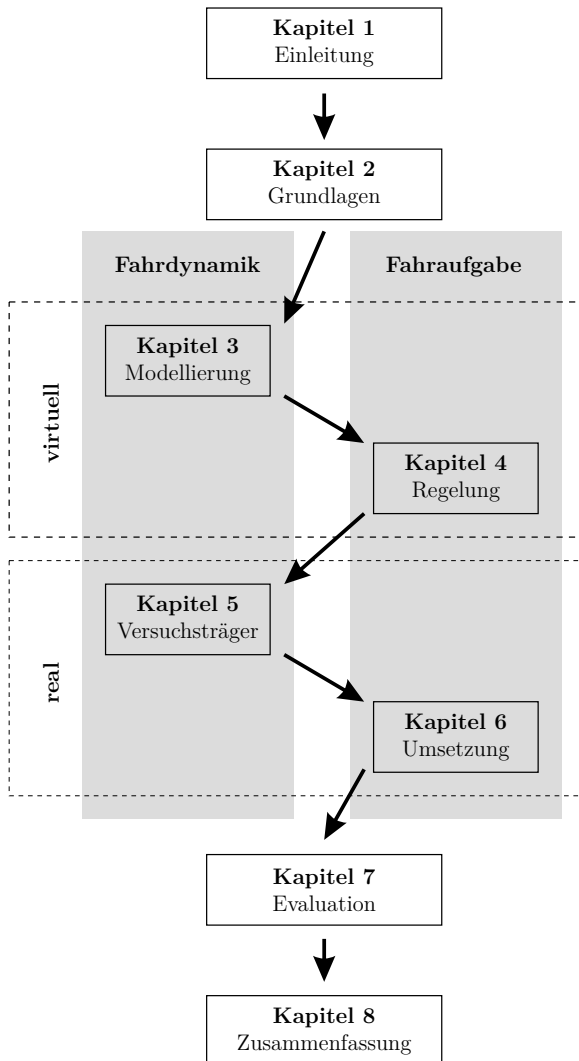 Kapitel 1
Einleitung
Kapitel 2
Grundlagen
Fahrdynamik
Fahraufgabe
virtuell
Kapitel 3
Modellierung
Kapitel 4
Regelung
real
Kapitel 5
Versuchsträger
Kapitel 6
Umsetzung
Kapitel 7
Evaluation
Kapitel 8
Zusammenfassung